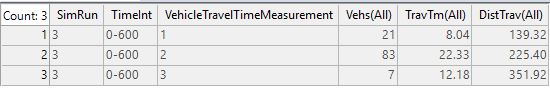 Count: 3 SimRun TimeInt VehicleTravelTimeMeasurement Vehs(All) TravTm(All) DistTrav(All)
1 3 0-600 1 21 8.04 139.32
2 3 0-600 2 83 22.33 225.40
3 3 0-600 3 7 12.18 351.92